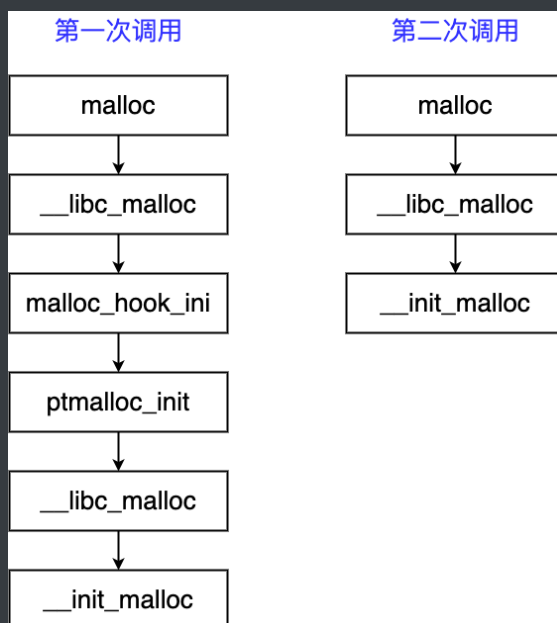 第一次调用
malloc
__libc_malloc
malloc_hook_ini
ptmalloc_init
__libc_malloc
__init_malloc
第二次调用
malloc
__libc_malloc
__init_malloc